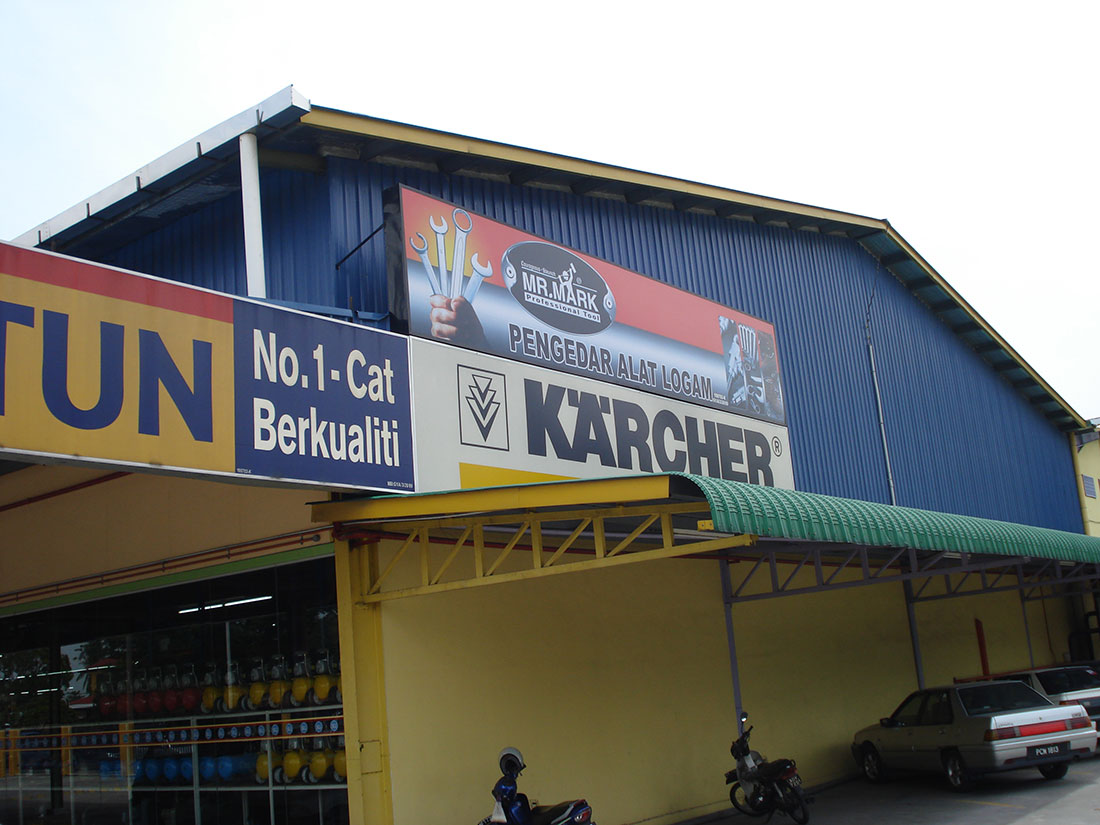 TUN
No.1-Cat
Berkualiti
MR.MARK
®
Professional Tool
PENGEDAR ALAT LOGAM
KÄRCHER®
PCN 1813